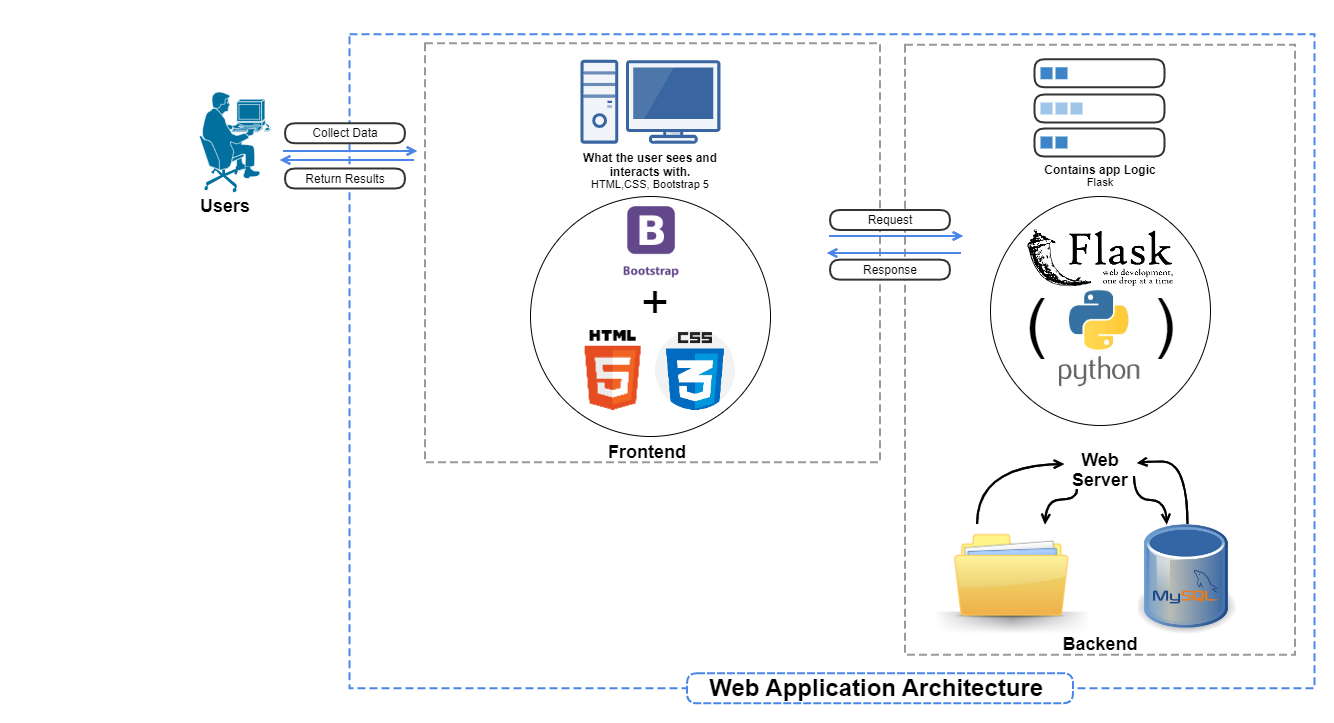 Users
Collect Data
Return Results
What the user sees and
interacts with.
HTML,CSS, Bootstrap 5
B
Bootstrap
+
HTML
5
CSS
3
Frontend
Request
Response
Contains app Logic
Flask
Flask
web development,
one drop at a time
( )
python
Web
Server
MySQL
Backend
Web Application Architecture